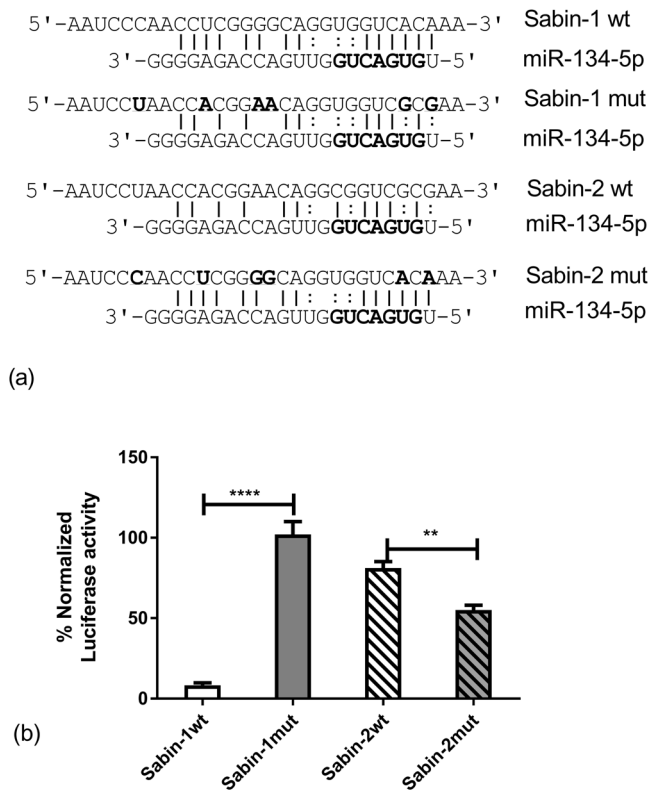 5'-AAUCCCAACCUCGGGGCAGGUGGUCACAAA-3' Sabin-1 wt
3'-GGGGAGACCAGUUGGUCAGUGU-5' miR-134-5p
5'-AAUCCUAACCACGGAACAGGUGGUCGCGAA-3' Sabin-1 mut
3'-GGGGAGACCAGUUGGUCAGUGU-5' miR-134-5p
5'-AAUCCUAACCACGGAACAGGCGGUCGCGAA-3' Sabin-2 wt
3'-GGGGAGACCAGUUGGUCAGUGU-5' miR-134-5p
5'-AAUCCCAACCUCGGGGCAGGUGGUCACAAA-3' Sabin-2 mut
3'-GGGGAGACCAGUUGGUCAGUGU-5' miR-134-5p
(a)
% Normalized
Luciferase activity
150
100
50
0
****
**
Sabin-1wt
Sabin-1mut
Sabin-2wt
Sabin-2mut
(b)